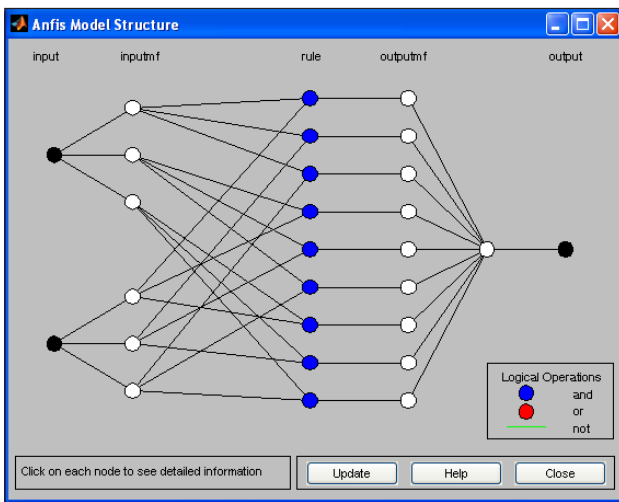 Anfis Model Structure
input inputmf rule outputmf output
Logical Operations
and
or
not
Click on each node to see detailed information
Update Help Close